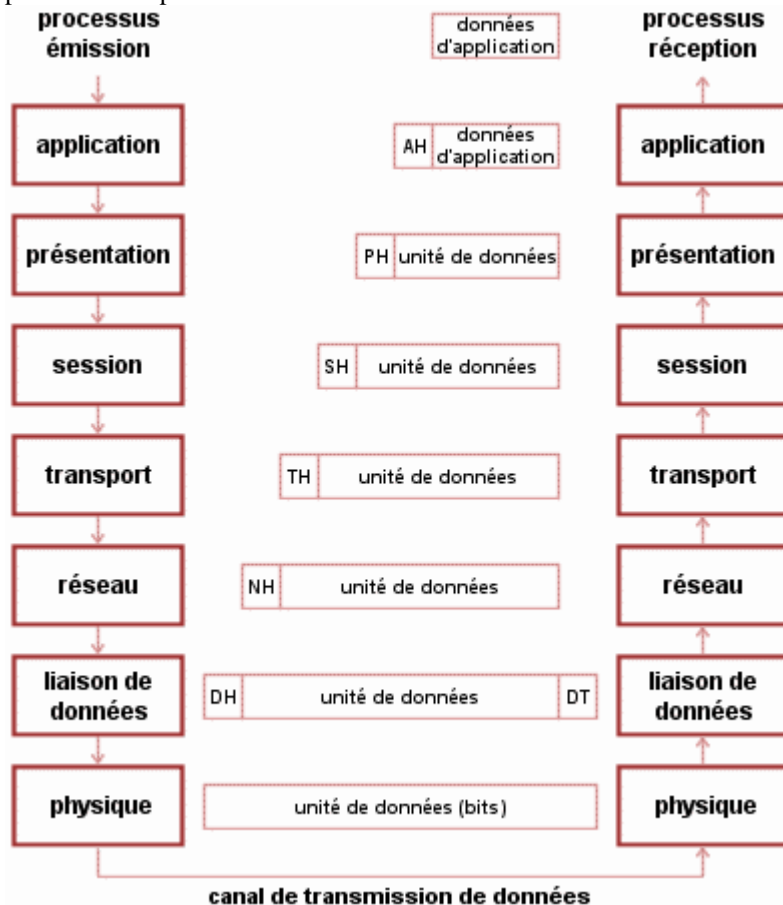 processus
émission
données
d'application
processus
réception
application
AH
données
d'application
application
présentation
PH
unité de données
présentation
session
SH
unité de données
session
transport
TH
unité de données
transport
réseau
NH
unité de données
réseau
liaison de
données
DH
unité de données
DT
liaison de
données
physique
unité de données (bits)
physique
canal de transmission de données